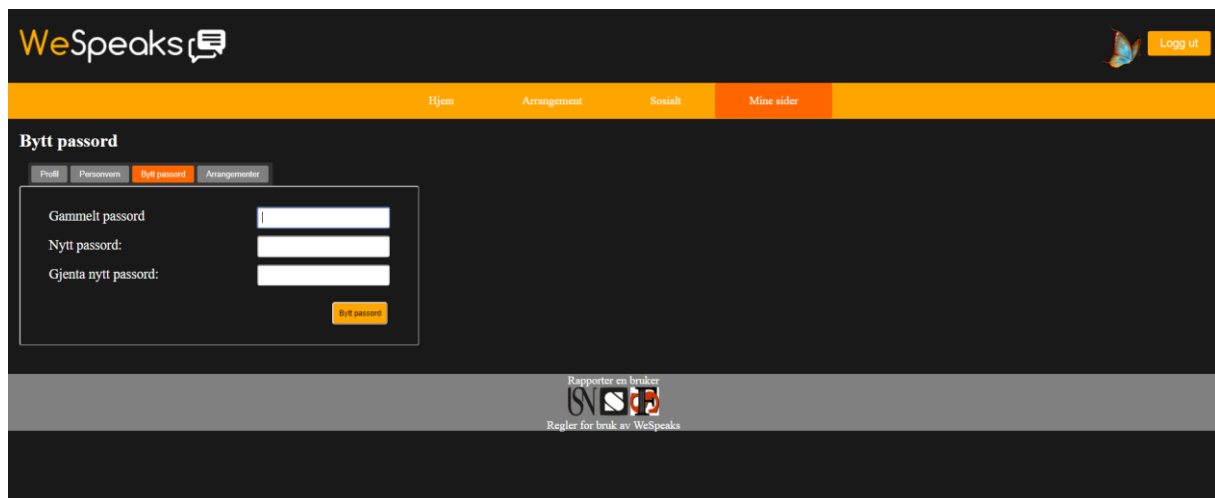 WeSpeaks
Logg ut
Hjem Arrangement Sosialt Mine sider
Bytt passord
Profil Personvern Bytt passord Arrangementer
Gammelt passord
Nytt passord:
Gjenta nytt passord:
Bytt passord
Rapporter en bruker
USN S
Regler for bruk av WeSpeaks